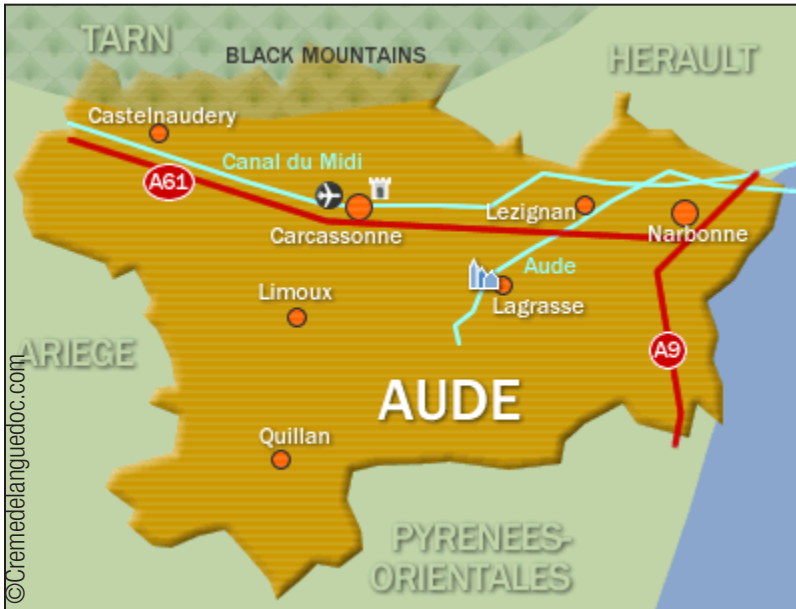 TARN
BLACK MOUNTAINS
HERAULT
Castelnaudery
Canal du Midi
A61
Lezignan
Carcassonne
Narbonne
Aude
Limoux
Lagrasse
ARIEGE
A9
AUDE
Quillan
PYRENEES-
ORIENTALES
©Cremedelanguedoc.com